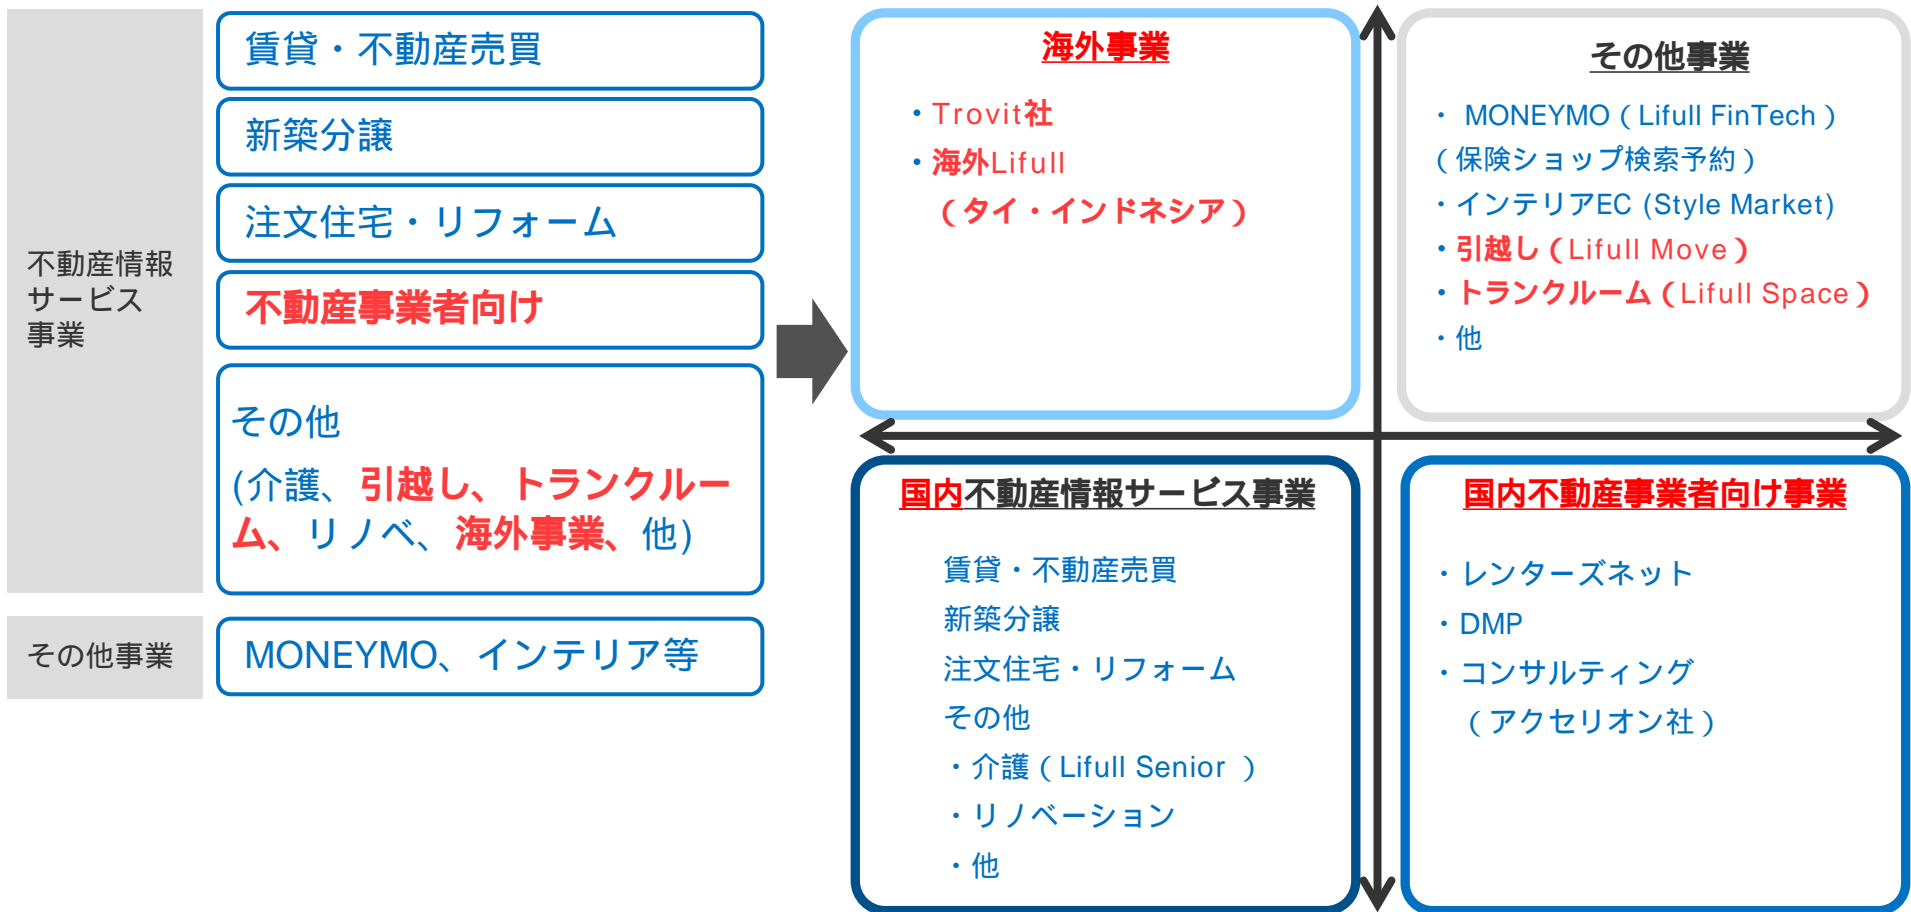 不動産情報
サービス
事業
賃貸・不動産売買
新築分譲
注文住宅・リフォーム
不動産事業者向け
その他
(介護、引越し、トランクルー
ム、リノベ、海外事業、他)
その他事業
MONEYMO、インテリア等
海外事業
・Trovit社
・海外Lifull
（タイ・インドネシア）
その他事業
・ MONEYMO（Lifull FinTech）
（保険ショップ検索予約）
・インテリアEC (Style Market)
・引越し（Lifull Move）
・トランクルーム（Lifull Space）
・他
国内不動産情報サービス事業
賃貸・不動産売買
新築分譲
注文住宅・リフォーム
その他
・介護（Lifull Senior ）
・リノベーション
・他
国内不動産事業者向け事業
・レンターズネット
・DMP
・コンサルティング
（アクセリオン社）